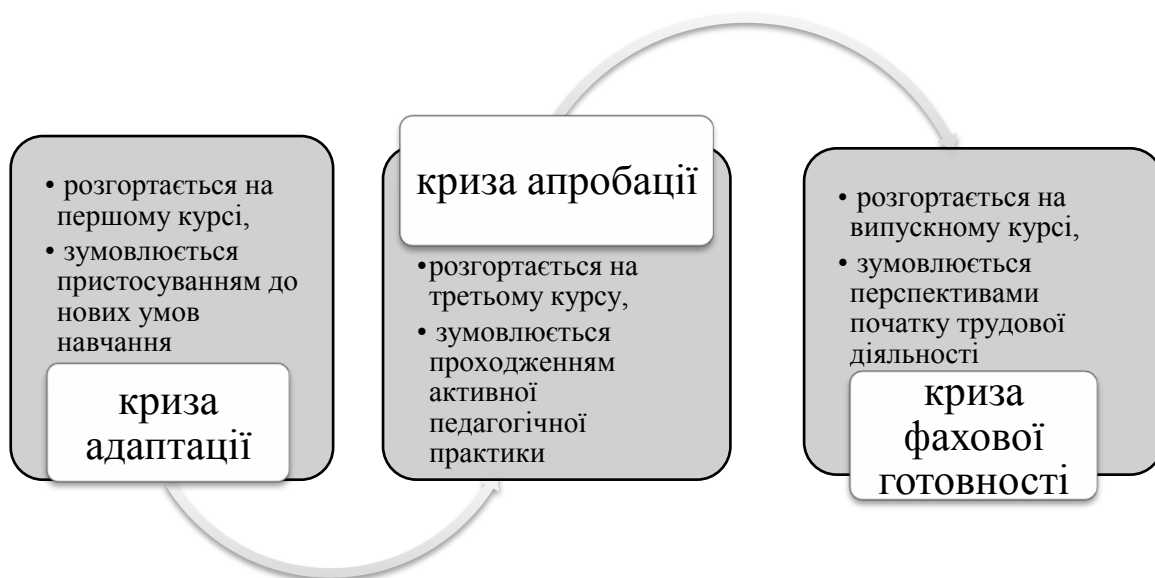 • розгортається на
першому курсі,
• зумовлюється
пристосуванням до
нових умов
навчання
криза
адаптації
криза апробації
•розгортається на
третьому курсу,
• зумовлюється
проходженням
активної
педагогічної
практики
• розгортається на
випускному курсі,
• зумовлюється
перспективами
початку трудової
діяльності
криза
фахової
готовності